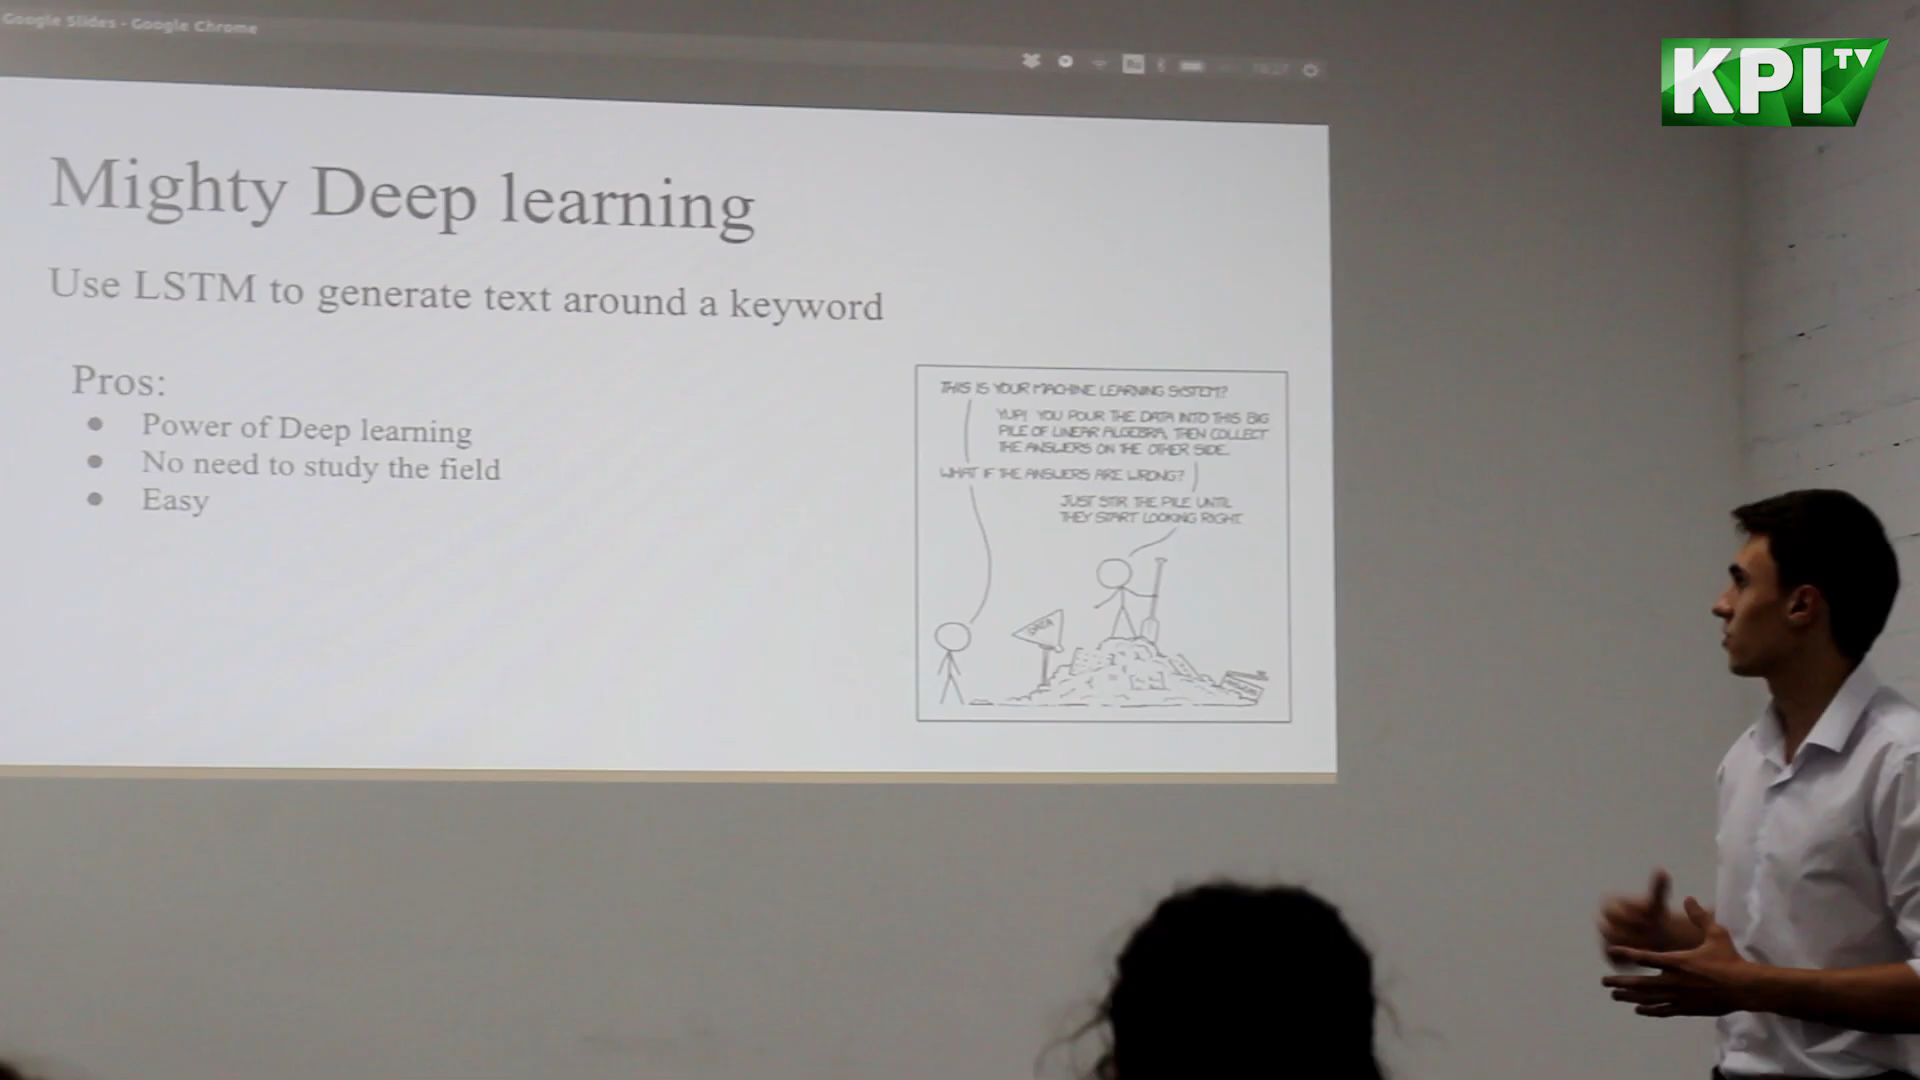 Google Slides - Google Chrome
KPI TV
Mighty Deep learning
Use LSTM to generate text around a keyword
Pros:
● Power of Deep learning
● No need to study the field
● Easy
THIS IS YOUR MACHINE LEARNING SYSTEM?
YUP! YOU POUR THE DATA INTO THIS BIG
PILE OF LINEAR ALGEBRA, THEN COLLECT
THE ANSWERS ON THE OTHER SIDE.
WHAT IF THE ANSWERS ARE WRONG?
JUST STIR THE PILE UNTIL
THEY START LOOKING RIGHT.
DATA